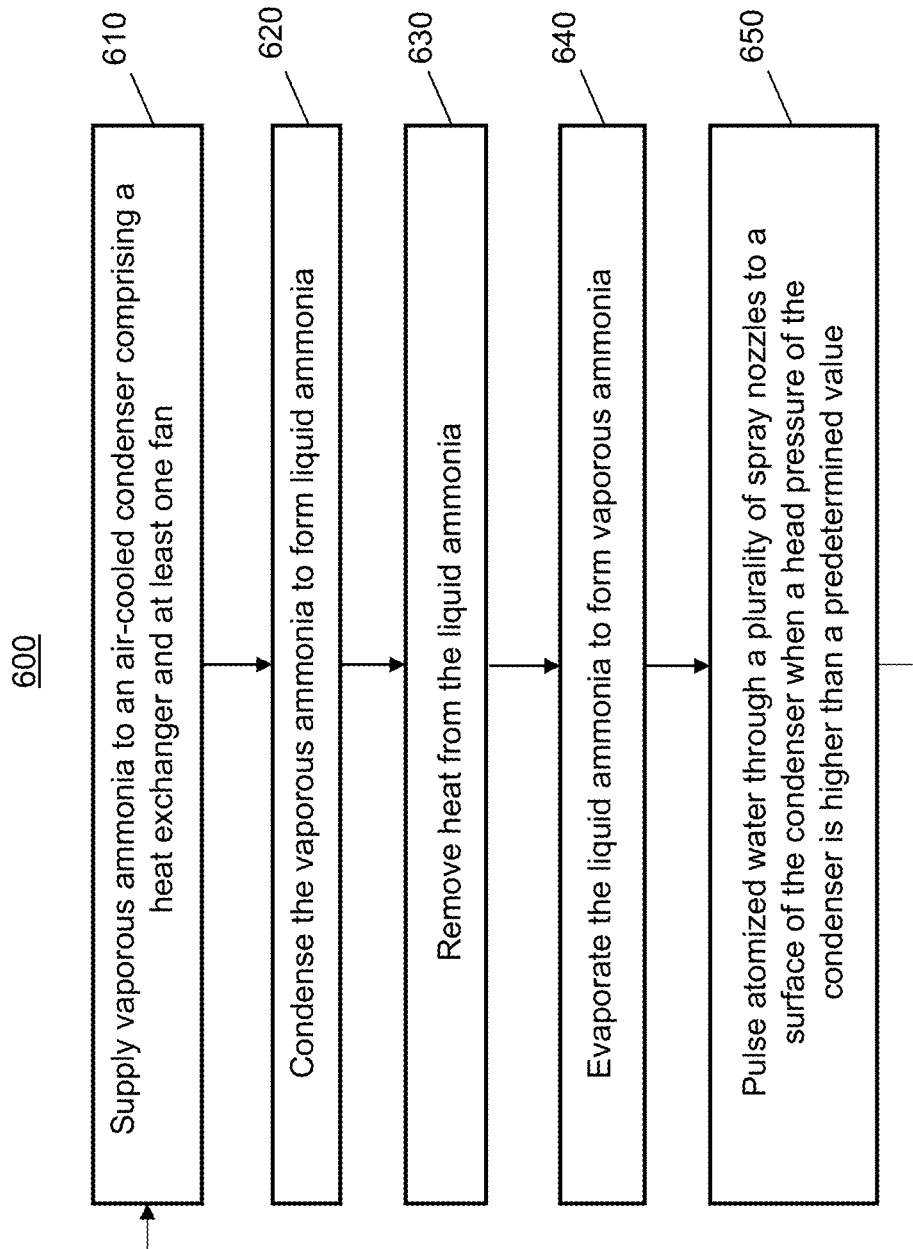 600
610
Supply vaporous ammonia to an air-cooled condenser comprising a
heat exchanger and at least one fan
620
Condense the vaporous ammonia to form liquid ammonia
630
Remove heat from the liquid ammonia
640
Evaporate the liquid ammonia to form vaporous ammonia
650
Pulse atomized water through a plurality of spray nozzles to a
surface of the condenser when a head pressure of the
condenser is higher than a predetermined value